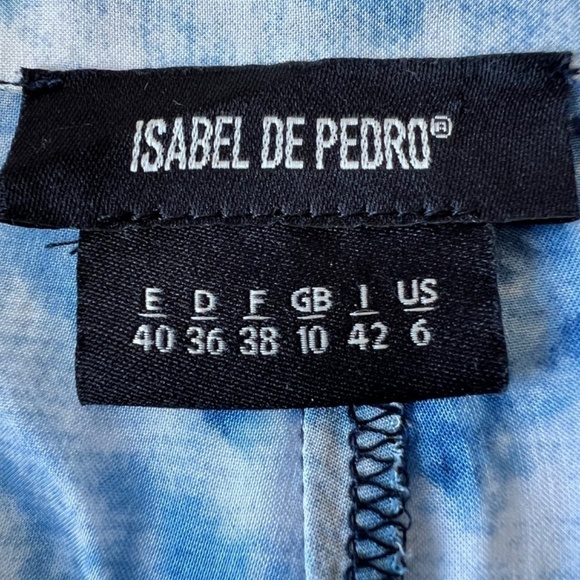 ISABEL DE PEDRO®
E D F GB I US
40 36 38 10 42 6